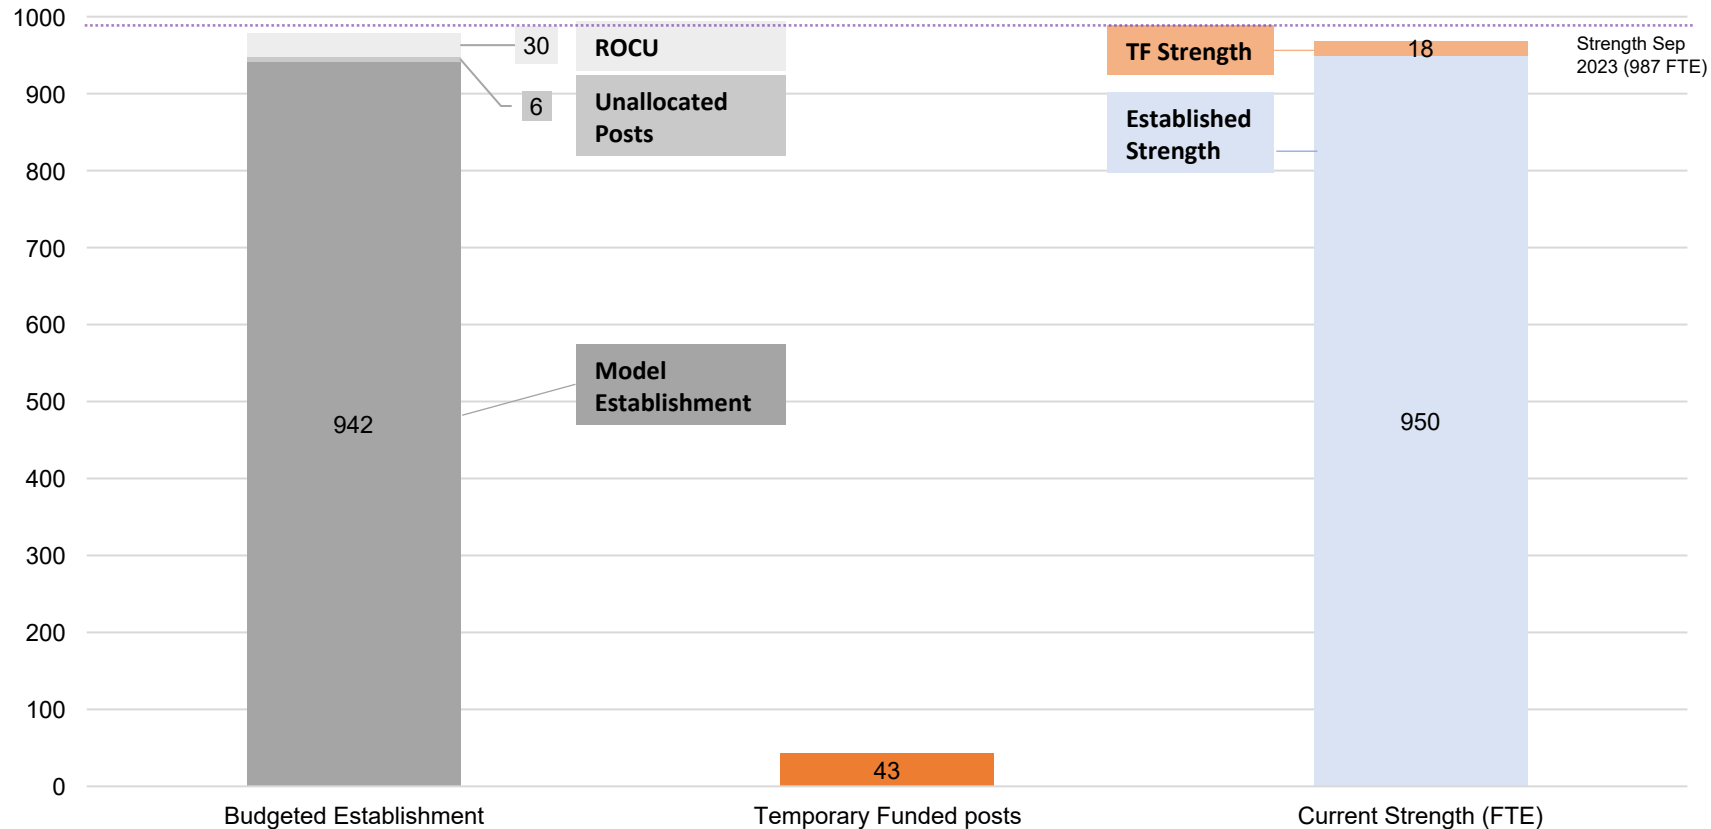 1000
900
800
700
600
500
400
300
200
100
0
30
ROCU
6
Unallocated
Posts
Model
Establishment
942
43
TF Strength
18
Strength Sep
2023 (987 FTE)
Established
Strength
950
Budgeted Establishment
Temporary Funded posts
Current Strength (FTE)